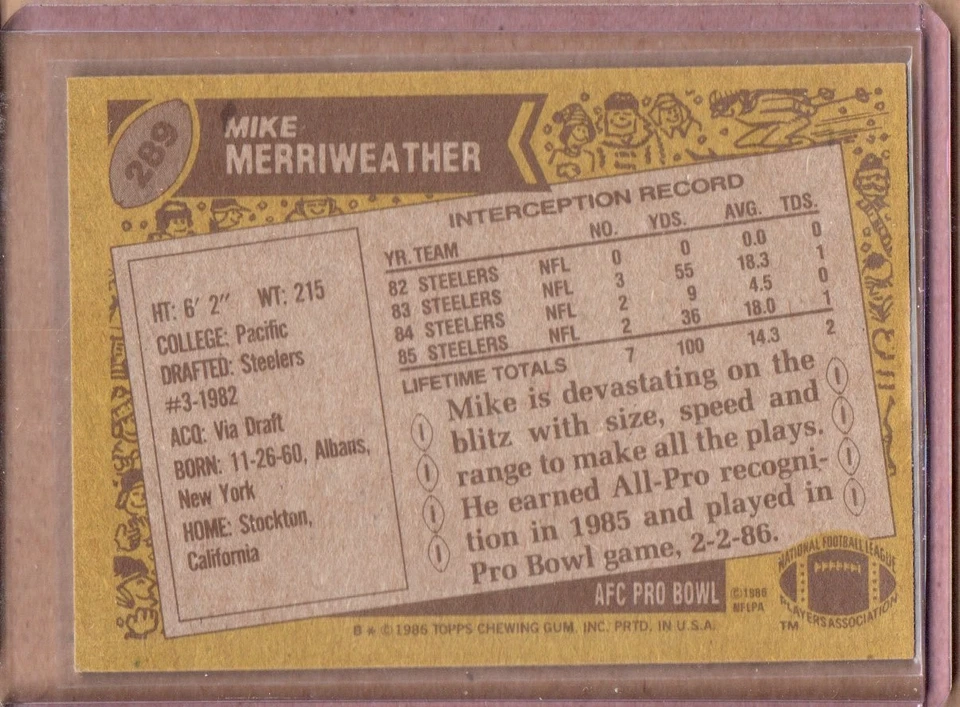 289
MIKE
MERRIWEATHER
HT: 6' 2" WT: 215
COLLEGE: Pacific
DRAFTED: Steelers
#3-1982
ACQ: Via Draft
BORN: 11-26-60, Albans,
New York
HOME: Stockton,
California
INTERCEPTION RECORD
YR. TEAM NO. YDS. AVG. TDS.
82 STEELERS NFL 0 0 0.0 0
83 STEELERS NFL 3 55 18.3 1
84 STEELERS NFL 2 9 4.5 0
85 STEELERS NFL 2 36 18.0 1
LIFETIME TOTALS 7 100 14.3 2
Mike is devastating on the
blitz with size, speed and
range to make all the plays.
He earned All-Pro recogni-
tion in 1985 and played in
Pro Bowl game, 2-2-86.
AFC PRO BOWL
©1986
NFLPA
NATIONAL FOOTBALL LEAGUE
PLAYERS ASSOCIATION
TM
B * © 1986 TOPPS CHEWING GUM, INC. PRTD. IN U.S.A.